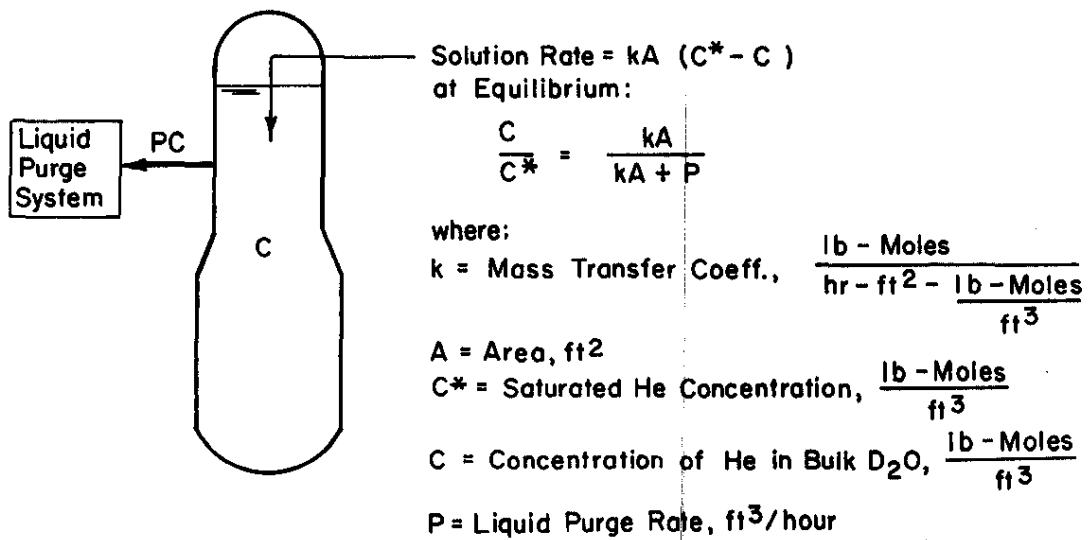 Solution Rate = kA (C* - C )
at Equilibrium:
C / C* = kA / (kA + P)
Liquid
Purge
System
PC
C
where:
k = Mass Transfer Coeff., lb - Moles / (hr - ft² - lb - Moles / ft³)
A = Area, ft²
C* = Saturated He Concentration, lb - Moles / ft³
C = Concentration of He in Bulk D₂O, lb - Moles / ft³
P = Liquid Purge Rate, ft³/hour